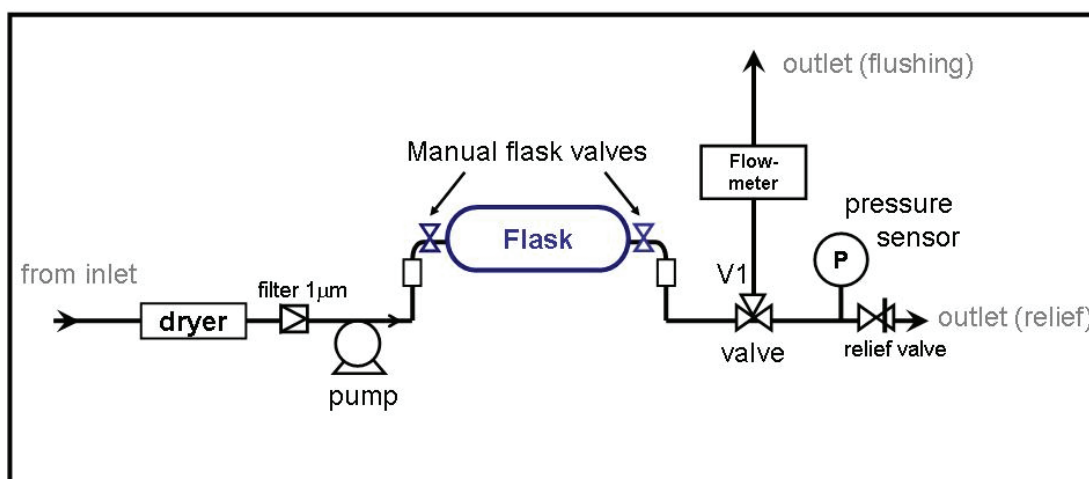 outlet (flushing)
Manual flask valves
Flow-
meter
pressure
sensor
Flask
P
from inlet
filter 1µm
V1
dryer
outlet (relief)
valve
relief valve
pump